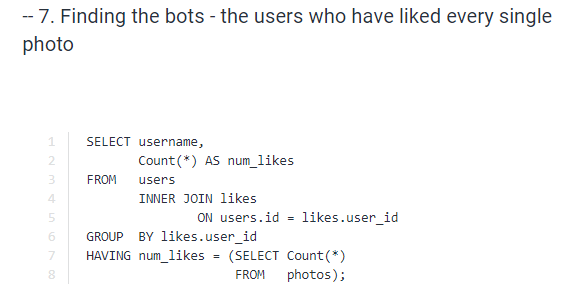 -- 7. Finding the bots - the users who have liked every single
photo
1 SELECT username,
2        Count(*) AS num_likes
3 FROM   users
4        INNER JOIN likes
5                ON users.id = likes.user_id
6 GROUP  BY likes.user_id
7 HAVING num_likes = (SELECT Count(*)
8                     FROM   photos);